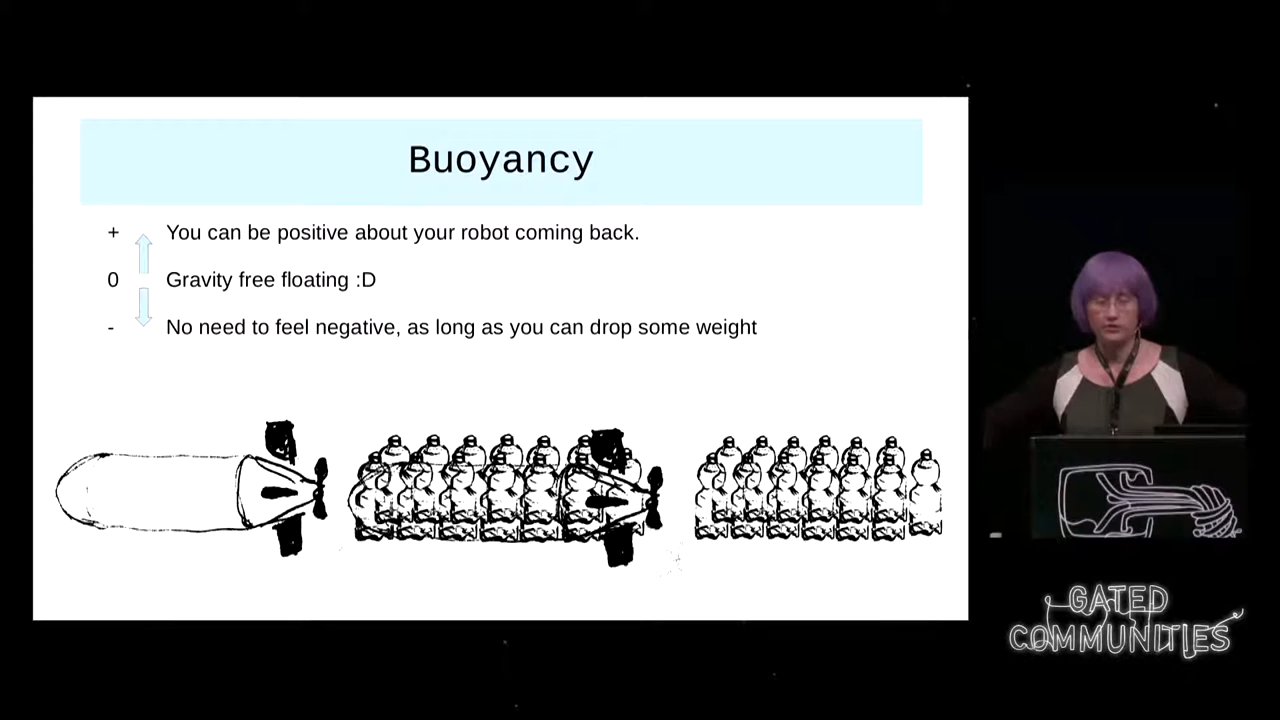 Buoyancy
+ You can be positive about your robot coming back.
0 Gravity free floating :D
- No need to feel negative, as long as you can drop some weight
GATED
COMMUNITIES